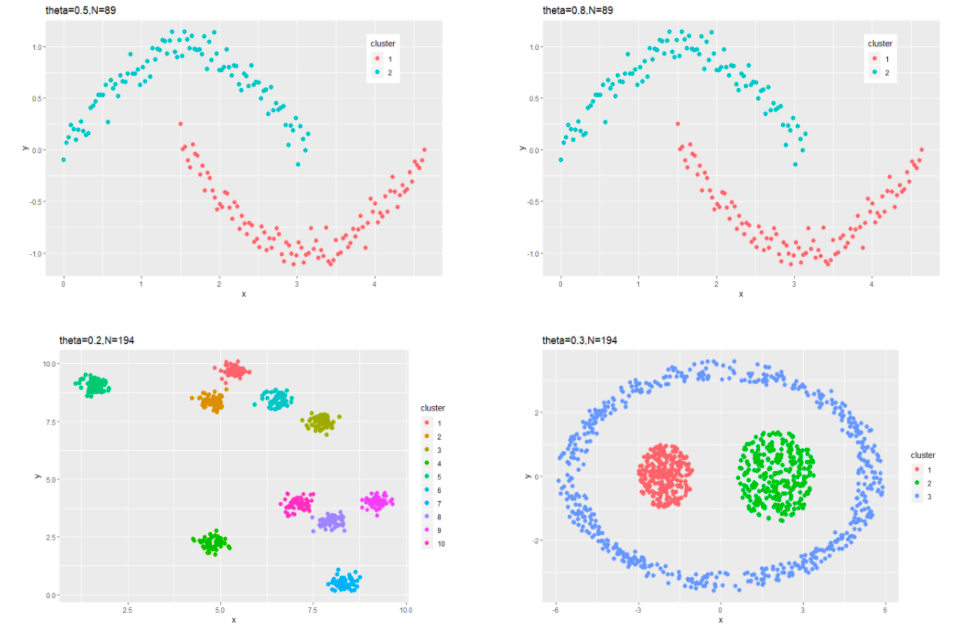 theta=0.5,N=89
1.0
0.5
0.0
-0.5
-1.0
y
0 1 2 3 4
x
cluster
1
2
theta=0.8,N=89
1.0
0.5
0.0
-0.5
-1.0
y
0 1 2 3 4
x
cluster
1
2
theta=0.2,N=194
10.0
7.5
5.0
2.5
0.0
y
2.5 5.0 7.5 10.0
x
cluster
1
2
3
4
5
6
7
8
9
10
theta=0.3,N=194
2
0
-2
y
-6 -3 0 3 6
x
cluster
1
2
3